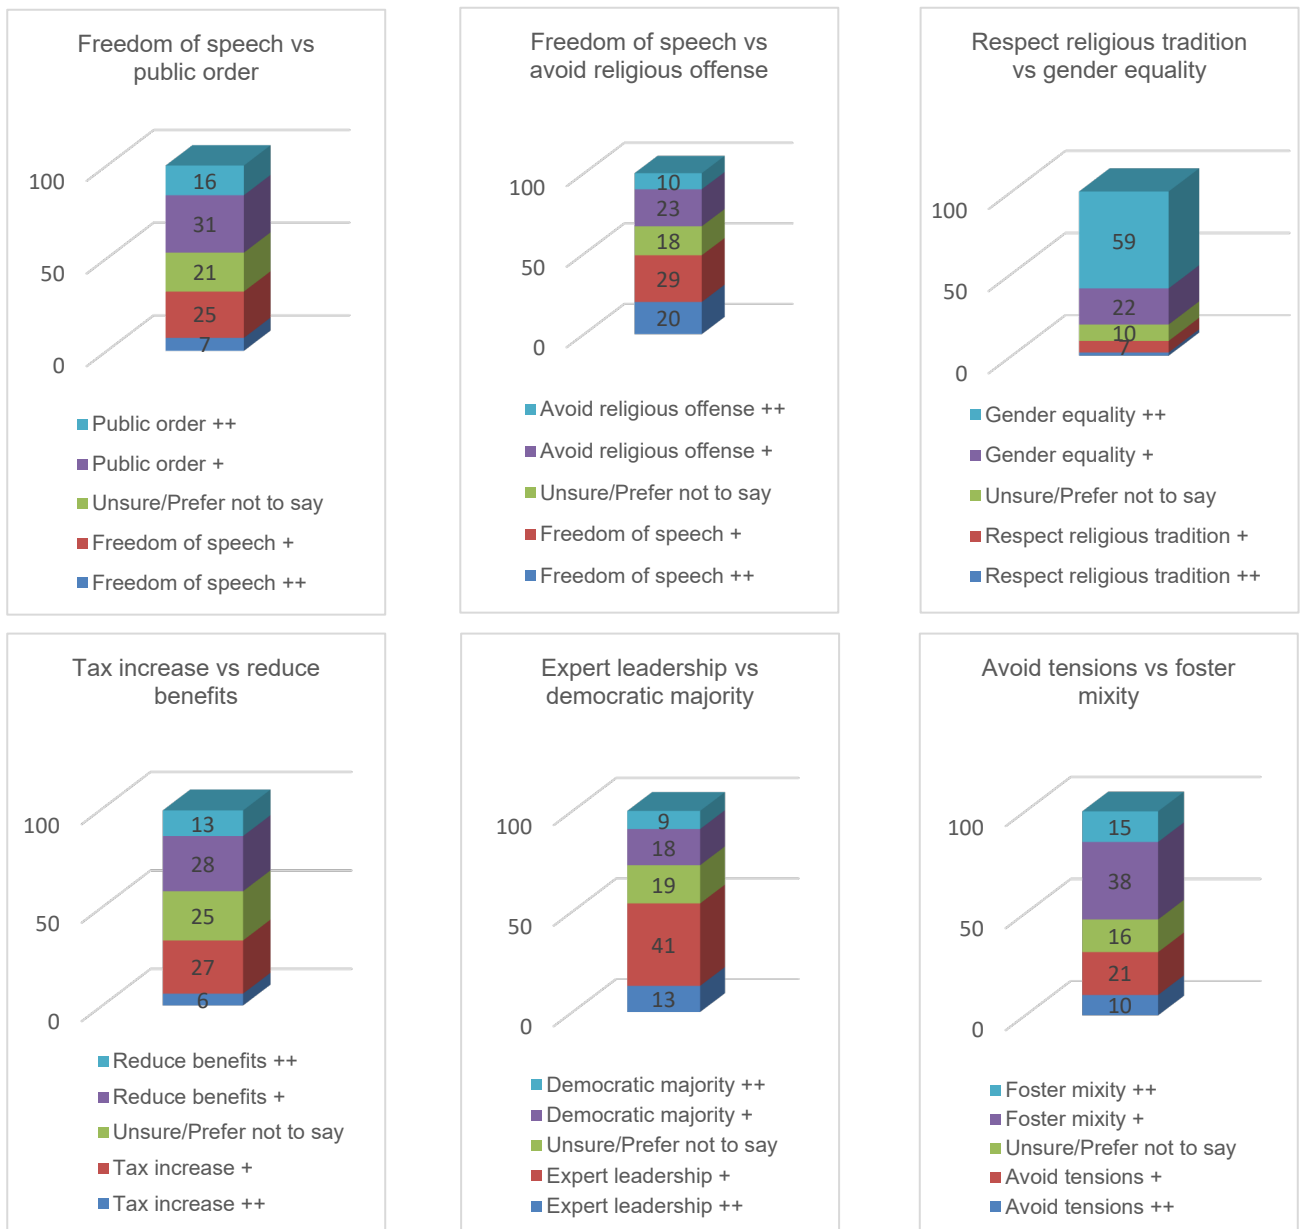 Freedom of speech vs
public order
100
50
0
16
31
21
25
7
Public order ++
Public order +
Unsure/Prefer not to say
Freedom of speech +
Freedom of speech ++
Freedom of speech vs
avoid religious offense
100
50
0
10
23
18
29
20
Avoid religious offense ++
Avoid religious offense +
Unsure/Prefer not to say
Freedom of speech +
Freedom of speech ++
Respect religious tradition
vs gender equality
100
50
0
59
22
10
7
Gender equality ++
Gender equality +
Unsure/Prefer not to say
Respect religious tradition +
Respect religious tradition ++
Tax increase vs reduce
benefits
100
50
0
13
28
25
27
6
Reduce benefits ++
Reduce benefits +
Unsure/Prefer not to say
Tax increase +
Tax increase ++
Expert leadership vs
democratic majority
100
50
0
9
18
19
41
13
Democratic majority ++
Democratic majority +
Unsure/Prefer not to say
Expert leadership +
Expert leadership ++
Avoid tensions vs foster
mixity
100
50
0
15
38
16
21
10
Foster mixity ++
Foster mixity +
Unsure/Prefer not to say
Avoid tensions +
Avoid tensions ++